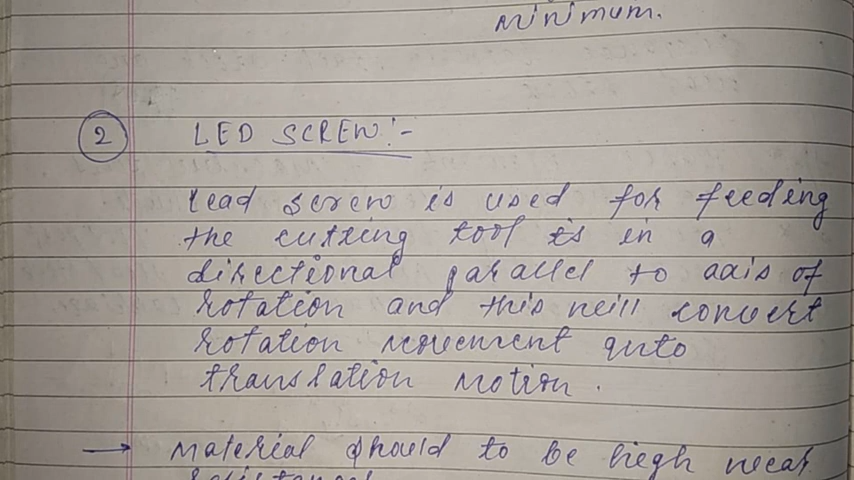 minimum.
2 LED SCREW:-
Lead screw is used for feeding
the cutting tool is in a
directional parallel to axis of
rotation and this will convert
rotation movement into
translation motion.
→ Material should to be high wear